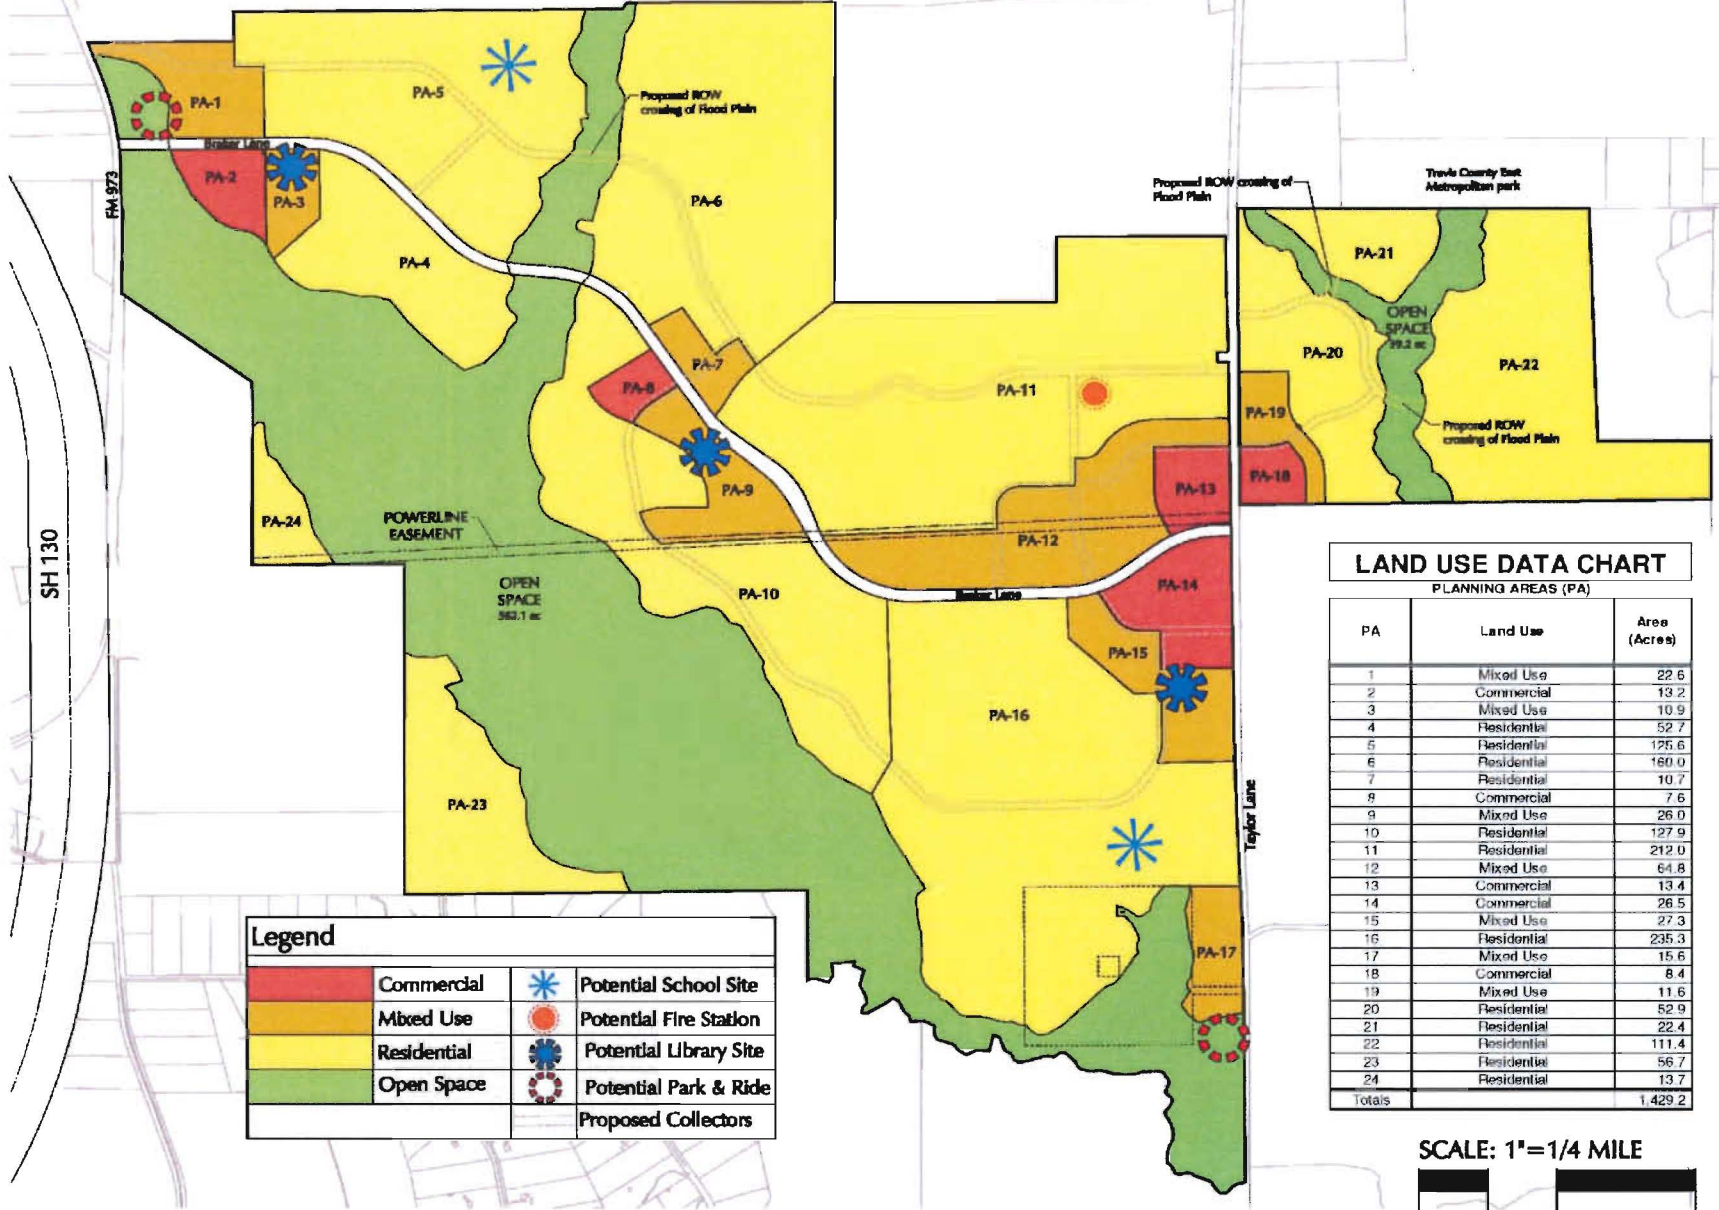 PA-1
PA-5
Proposed ROW
crossing of Flood Plain
Braker Lane
FM 973
PA-2
PA-3
PA-4
PA-6
Proposed ROW crossing of
Flood Plain
Travis County East
Metropolitan park
PA-21
OPEN
SPACE
39.2 ac
PA-20
PA-22
PA-7
PA-8
PA-11
PA-19
Proposed ROW
crossing of Flood Plain
PA-9
PA-13
PA-18
PA-24
POWERLINE
EASEMENT
PA-12
SH 130
OPEN
SPACE
562.1 ac
PA-10
Braker Lane
PA-14
PA-15
PA-16
PA-23
Taylor Lane
PA-17
LAND USE DATA CHART
PLANNING AREAS (PA)
PA Land Use Area
(Acres)
1 Mixed Use 22.6
2 Commercial 13.2
3 Mixed Use 10.9
4 Residential 52.7
5 Residential 125.6
6 Residential 160.0
7 Residential 10.7
8 Commercial 7.6
9 Mixed Use 26.0
10 Residential 127.9
11 Residential 212.0
12 Mixed Use 64.8
13 Commercial 13.4
14 Commercial 26.5
15 Mixed Use 27.3
16 Residential 235.3
17 Mixed Use 15.6
18 Commercial 8.4
19 Mixed Use 11.6
20 Residential 52.9
21 Residential 22.4
22 Residential 111.4
23 Residential 56.7
24 Residential 13.7
Totals 1,429.2
Legend
Commercial Potential School Site
Mixed Use Potential Fire Station
Residential Potential Library Site
Open Space Potential Park & Ride
Proposed Collectors
SCALE: 1"=1/4 MILE